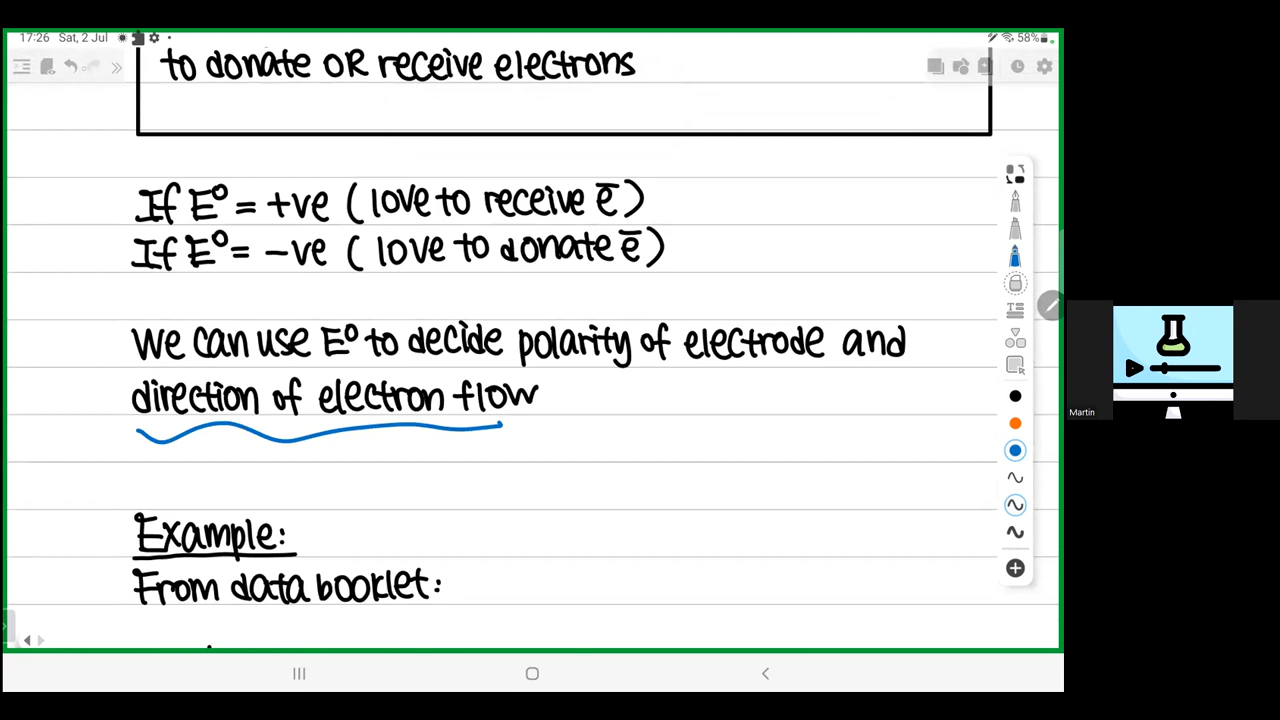 17:26 Sat, 2 Jul
58%
to donate OR receive electrons
If E° = +ve (love to receive ē)
If E° = -ve (love to donate ē)
We can use E° to decide polarity of electrode and
direction of electron flow
Example:
From data booklet:
Martin